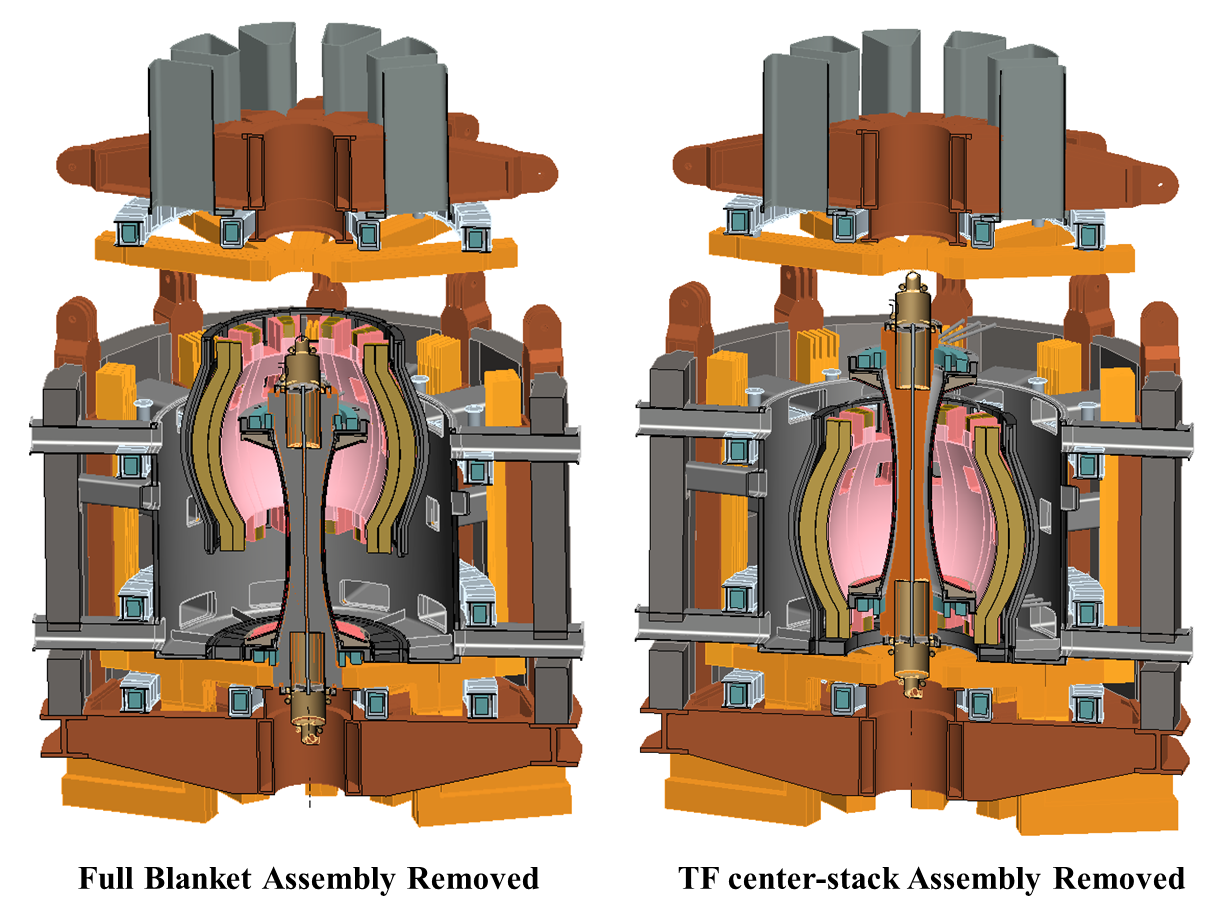 Full Blanket Assembly Removed
TF center-stack Assembly Removed